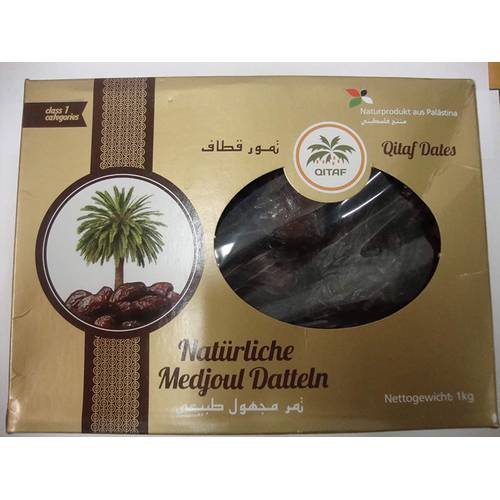 class 1
categories
Naturprodukt aus Palästina
منتج فلسطيني
تمور قطاف
QITAF
Qitaf Dates
Natürliche
Medjoul Datteln
تمر مجهول طبيعي
Nettogewicht: 1kg